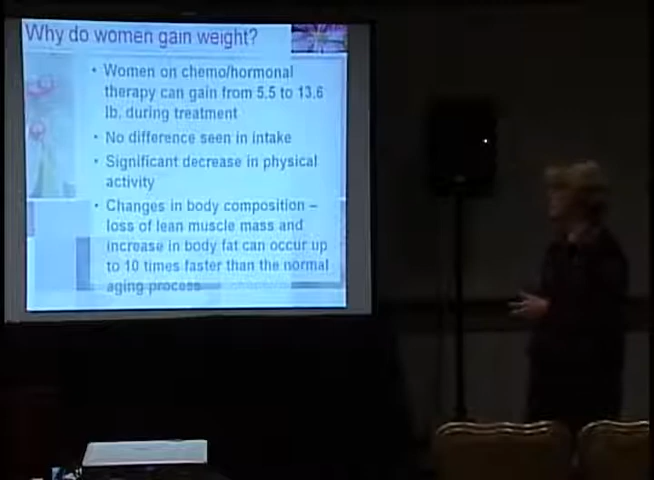 Why do women gain weight?
• Women on chemo/hormonal
therapy can gain from 5.5 to 13.6
lb. during treatment
• No difference seen in intake
• Significant decrease in physical
activity
• Changes in body composition –
loss of lean muscle mass and
increase in body fat can occur up
to 10 times faster than the normal
aging process